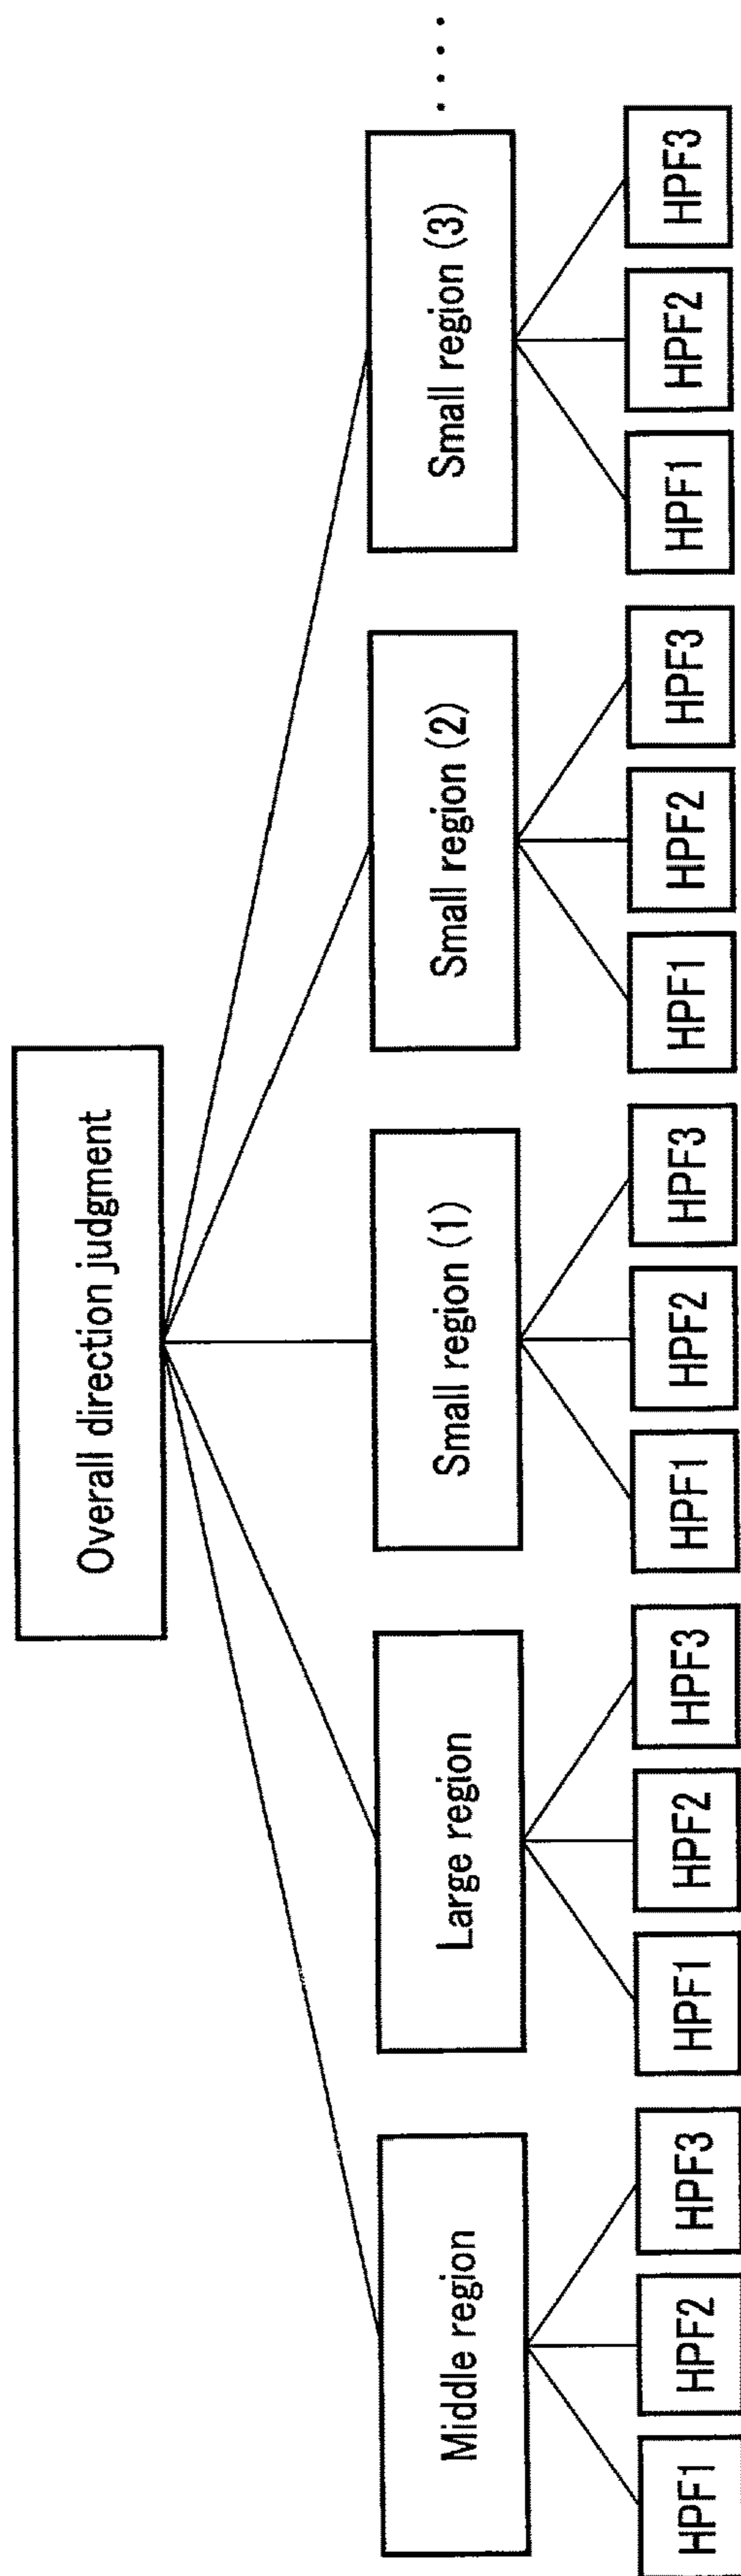 Overall direction judgment
Middle region
Large region
Small region (1)
Small region (2)
Small region (3)
....
HPF1
HPF2
HPF3
HPF1
HPF2
HPF3
HPF1
HPF2
HPF3
HPF1
HPF2
HPF3
HPF1
HPF2
HPF3